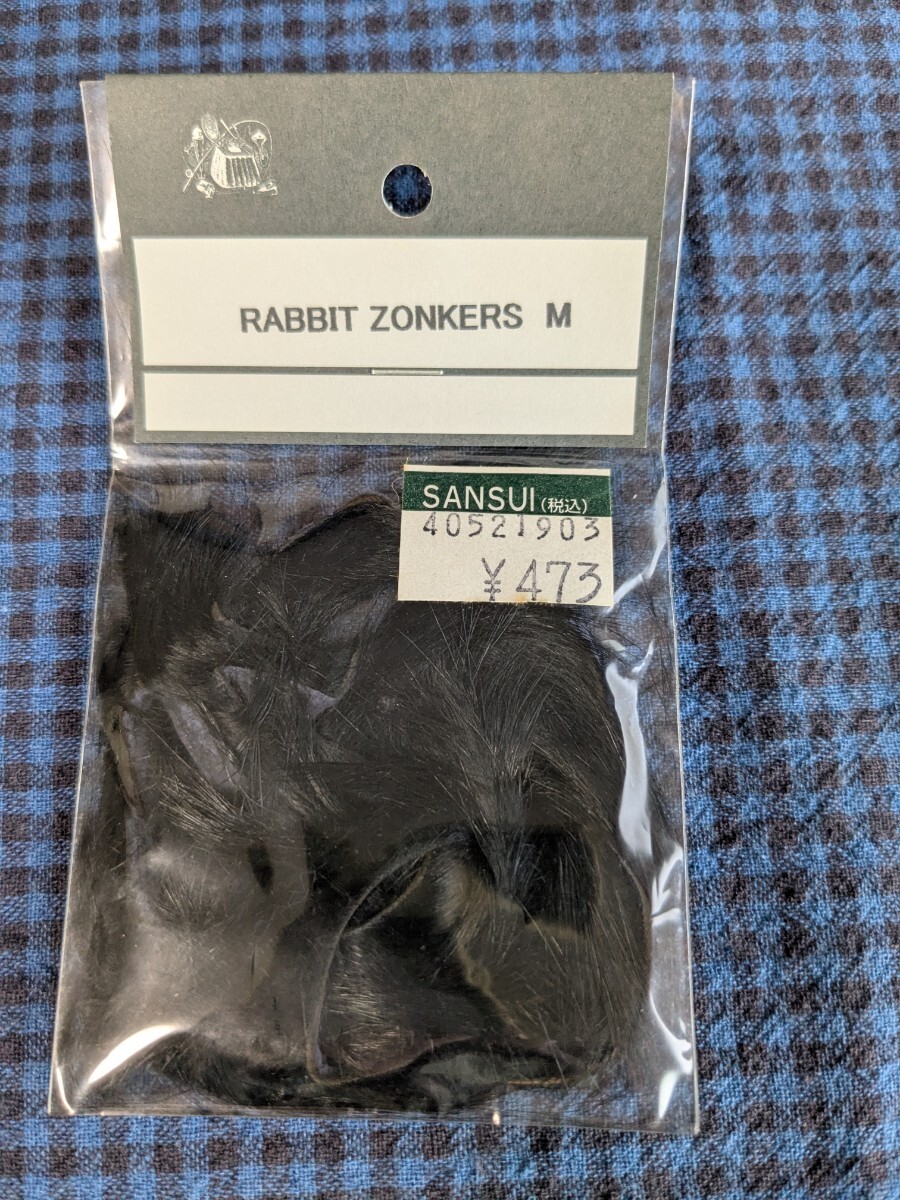 RABBIT ZONKERS M
SANSUI(税込)
40521903
¥473